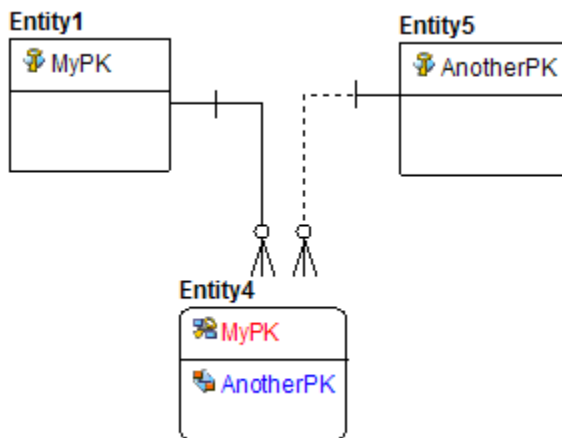 Entity1
MyPK
Entity5
AnotherPK
Entity4
MyPK
AnotherPK